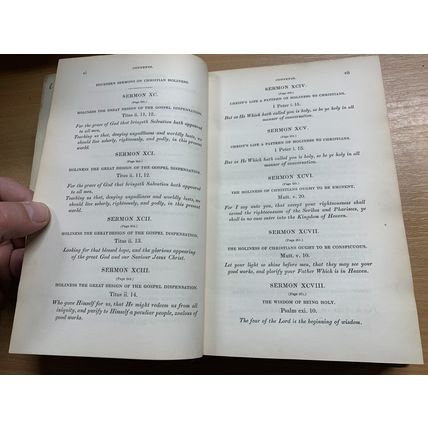 CONTENTS.
FOURTEEN SERMONS ON CHRISTIAN HOLINESS.
SERMON XC.
HOLINESS THE GREAT DESIGN OF THE GOSPEL DISPENSATION.
Titus ii. 11, 12.
For the grace of God that bringeth Salvation hath appeared
to all men,
Teaching us that, denying ungodliness and worldly lusts, we
should live soberly, righteously, and godly, in this present
world.
SERMON XCI.
HOLINESS THE GREAT DESIGN OF THE GOSPEL DISPENSATION.
Titus ii. 11, 12.
For the grace of God that bringeth Salvation hath appeared
to all men,
Teaching us that, denying ungodliness and worldly lusts, we
should live soberly, righteously, and godly, in this present
world.
SERMON XCII.
HOLINESS THE GREAT DESIGN OF THE GOSPEL DISPENSATION.
Titus ii. 13.
Looking for that blessed hope, and the glorious appearing
of the great God and our Saviour Jesus Christ.
SERMON XCIII.
HOLINESS THE GREAT DESIGN OF THE GOSPEL DISPENSATION.
Titus ii. 14.
Who gave Himself for us, that He might redeem us from all
iniquity, and purify to Himself a peculiar people, zealous of
good works.
CONTENTS.
SERMON XCIV.
CHRIST'S LIFE A PATTERN OF HOLINESS TO CHRISTIANS.
1 Peter i. 15.
But as He Which hath called you is holy, so be ye holy in all
manner of conversation.
SERMON XCV.
CHRIST'S LIFE A PATTERN OF HOLINESS TO CHRISTIANS.
1 Peter i. 15.
But as He Which hath called you is holy, so be ye holy in all
manner of conversation.
SERMON XCVI.
THE HOLINESS OF CHRISTIANS OUGHT TO BE EMINENT.
Matt. v. 20.
For I say unto you, that except your righteousness shall
exceed the righteousness of the Scribes and Pharisees, ye
shall in no case enter into the Kingdom of Heaven.
SERMON XCVII.
THE HOLINESS OF CHRISTIANS OUGHT TO BE CONSPICUOUS.
Matt. v. 16.
Let your light so shine before men, that they may see your
good works, and glorify your Father Which is in Heaven.
SERMON XCVIII.
THE WISDOM OF BEING HOLY.
Psalm cxi. 10.
The fear of the Lord is the beginning of wisdom.